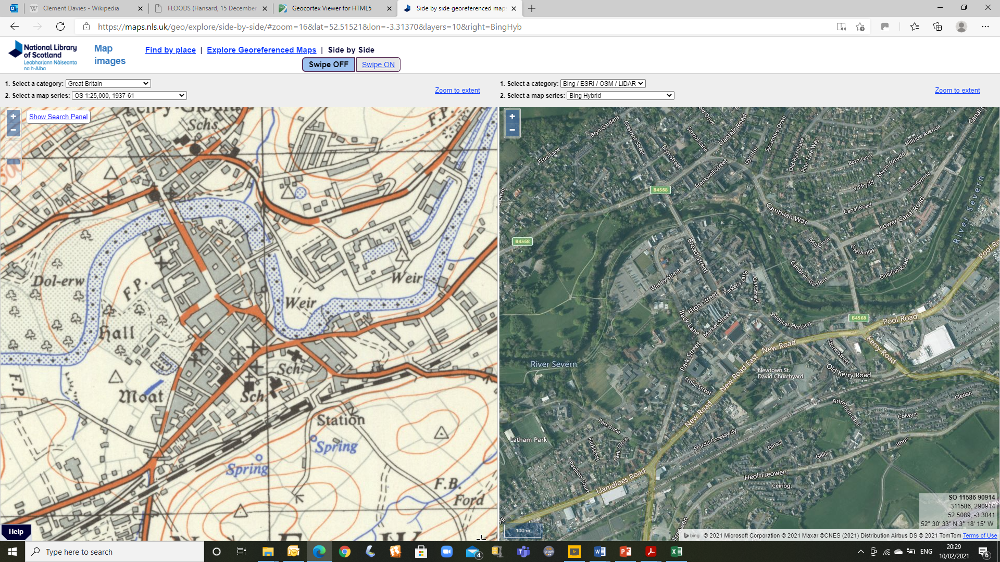 Clement Davies - Wikipedia
FLOODS (Hansard, 15 December
Geocortex Viewer for HTML5
Side by side georeferenced maps
https://maps.nls.uk/geo/explore/side-by-side/#zoom=16&lat=52.51521&lon=-3.31370&layers=10&right=BingHyb
National Library
of Scotland
Leabharlann Nàiseanta
na h-Alba
Map
images
Find by place | Explore Georeferenced Maps | Side by Side
Swipe OFF Swipe ON
1. Select a category: Great Britain
2. Select a map series: OS 1:25,000, 1937-61
Zoom to extent
1. Select a category: Bing / ESRI / OSM / LiDAR
2. Select a map series: Bing Hybrid
Zoom to extent
+
−
Show Search Panel
Schs
F.P.
Dol-erw
F.P.
Weir
Weir
Hall
F.P.
Moat
Sch.
Sch.
Station
Spring
Spring
F.B.
Ford
Help
+
−
Bryn Gardens
Crescent Street
School Lane
Llanfair Road
Sycamore Drive
Hillside Avenue
Fron Lane
Bryn Street
Llys Ifor
Old Barn Lane
Pine Tree Way
Barn Lane
Mwyn Fynydd
Frankwell Street
Y Ffrydd
Cae Cymric
B4568
B4568
Cambrian Way
Canal Road
Lower Canal Road
River Severn
Broad Street
Mill Close
Caecamlas
Pool Ro
Wesley Street
Parker's Lane
Gas Street
Cambrian Gardens
Dolafon Road
High Street
Back Lane
Market Street
Heol Les Herbiers
B4568
Pool Road
New Road
Stone Street
Kerry Road
Park Street
River Severn
New Road East
Newtown St.
David Churchyard
Old Kerry Road
Frolic Street
New Road
Brimmon Lane
Cledan
Colwyn
Park Lane
Latham Park
Parklands
Park Close
Ffordd Croesawdy
Dinas
Ithon
Gelli
Pavilion Court
Llanidloes Road
Heol Treowen
Ceiriog
Treowen
SO 11586 90914
311586, 290914
52.5089, -3.3041
52° 30′ 33″ N 3° 18′ 15″ W
100 m
bing © 2021 Microsoft Corporation © 2021 Maxar ©CNES (2021) Distribution Airbus DS © 2021 TomTom Terms of Use
Type here to search
4
ENG
20:29
10/02/2021
6